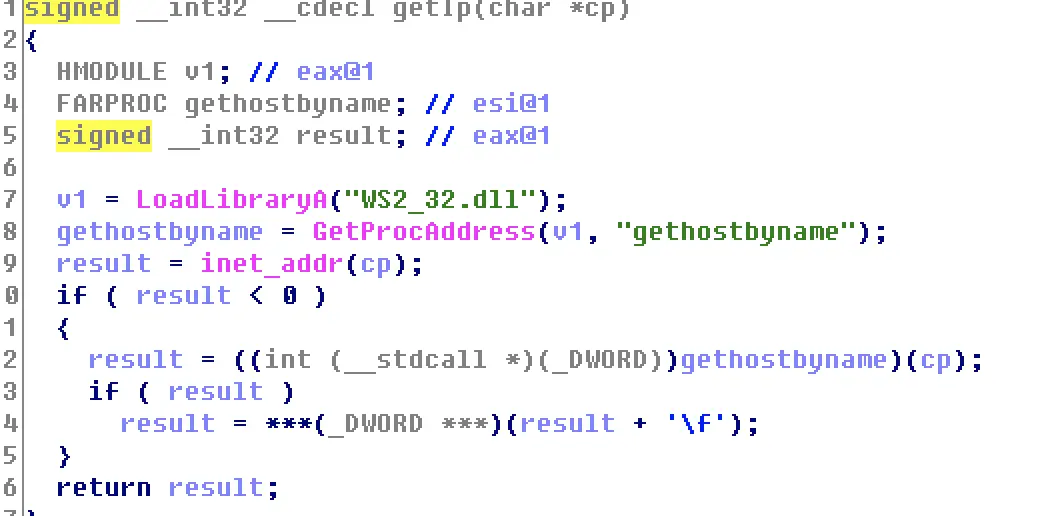 1 signed __int32 __cdecl getIp(char *cp)
2 {
3 HMODULE v1; // eax@1
4 FARPROC gethostbyname; // esi@1
5 signed __int32 result; // eax@1
6
7 v1 = LoadLibraryA("WS2_32.dll");
8 gethostbyname = GetProcAddress(v1, "gethostbyname");
9 result = inet_addr(cp);
0 if ( result < 0 )
1 {
2 result = ((int (__stdcall *)(_DWORD))gethostbyname)(cp);
3 if ( result )
4 result = ***(_DWORD ***)(result + '\f');
5 }
6 return result;